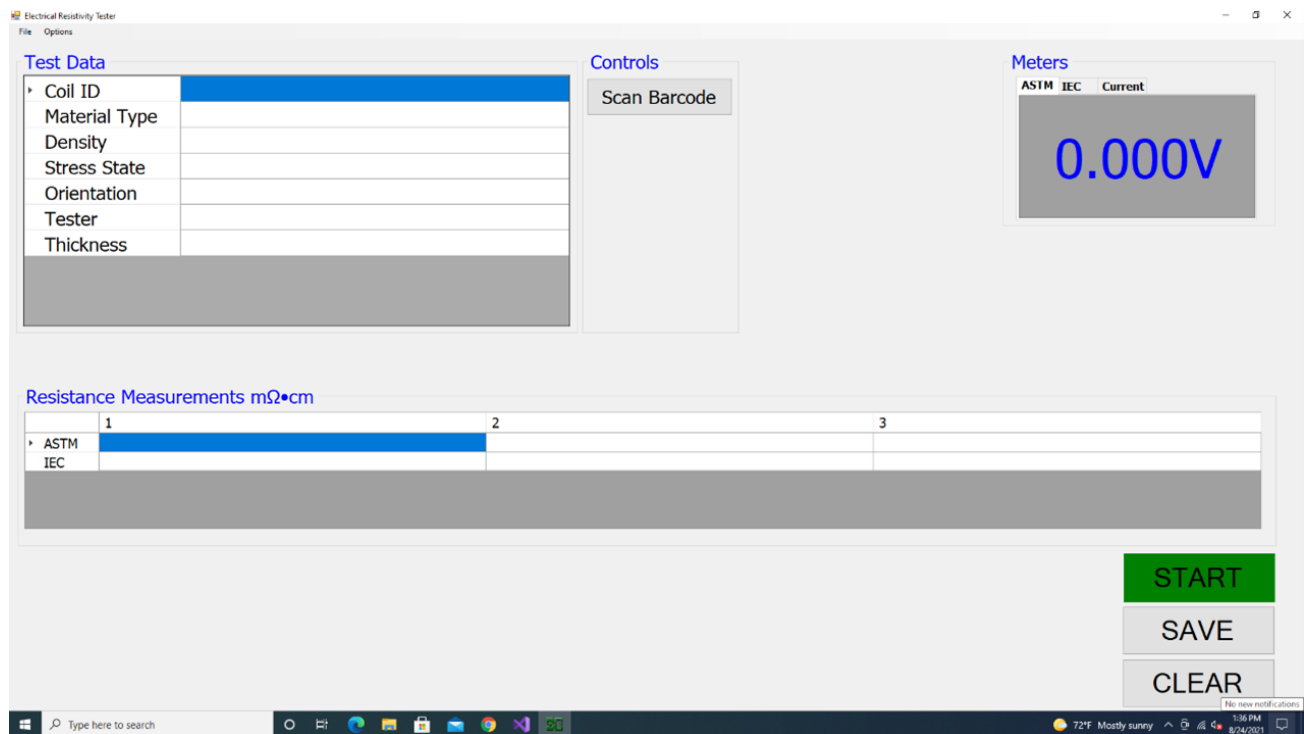 Electrical Resistivity Tester
File Options
Test Data
Coil ID
Material Type
Density
Stress State
Orientation
Tester
Thickness
Controls
Scan Barcode
Meters
ASTM IEC Current
0.000V
Resistance Measurements mΩ•cm
1 2 3
ASTM
IEC
START
SAVE
CLEAR
No new notifications
Type here to search
72°F Mostly sunny
1:36 PM
8/24/2021